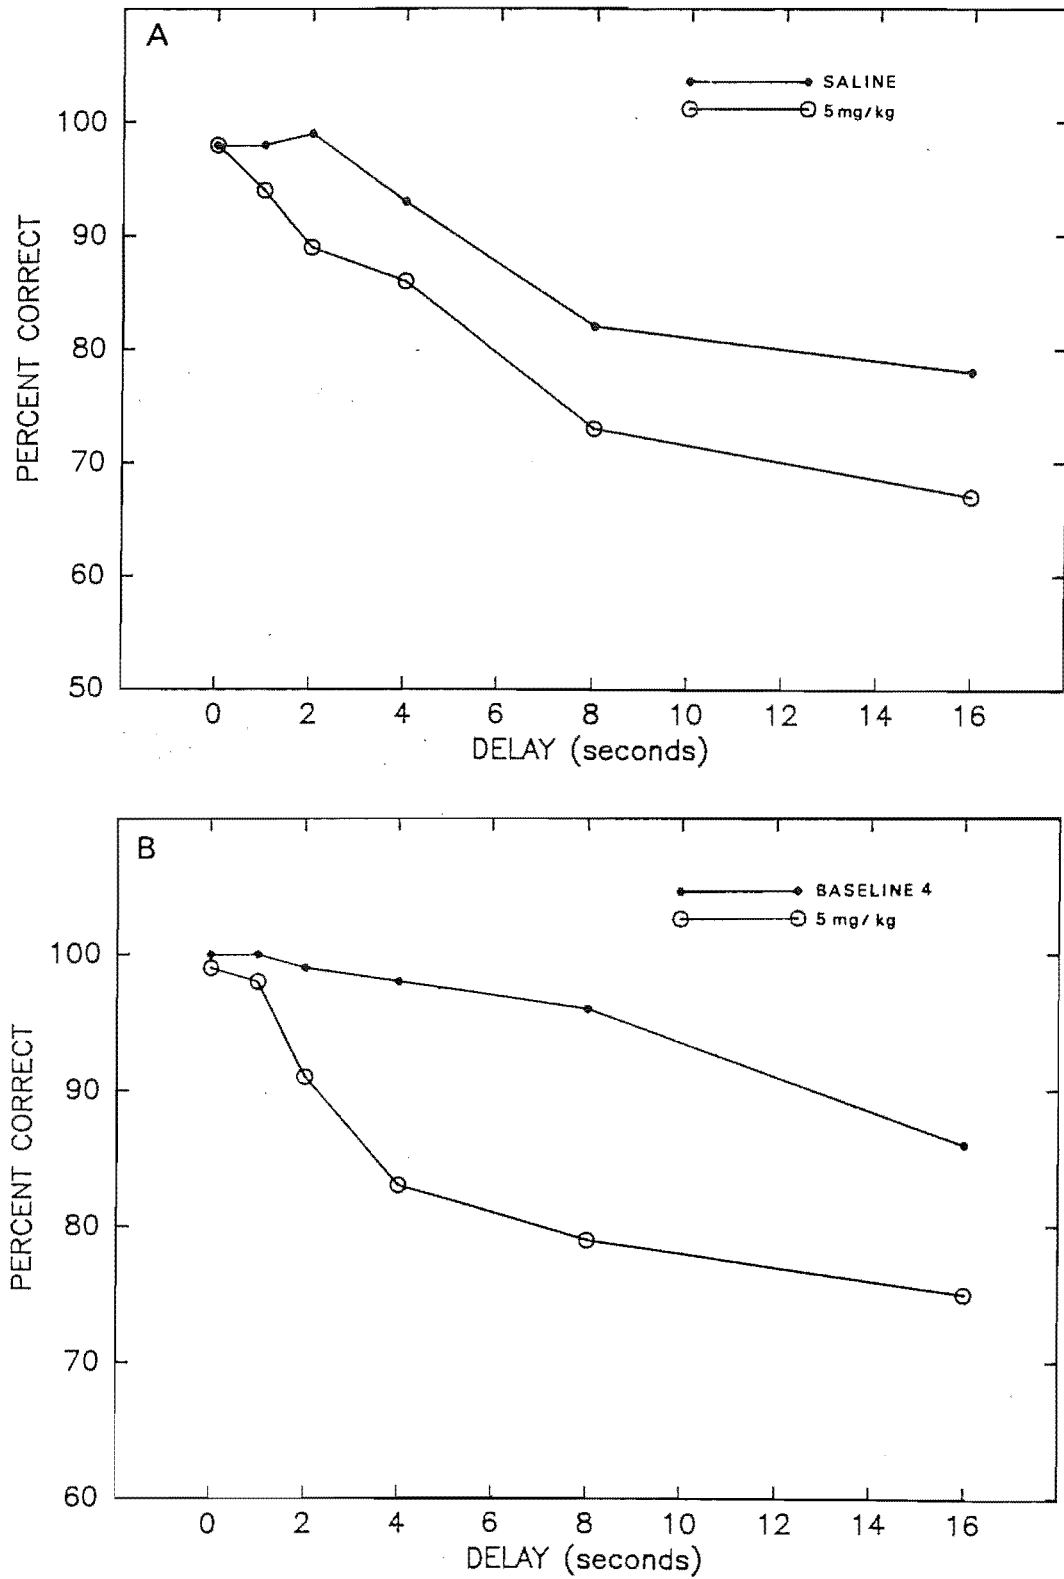 A
SALINE
5 mg/kg
100
90
80
70
60
50
PERCENT CORRECT
0 2 4 6 8 10 12 14 16
DELAY (seconds)
B
BASELINE 4
5 mg/kg
100
90
80
70
60
PERCENT CORRECT
0 2 4 6 8 10 12 14 16
DELAY (seconds)